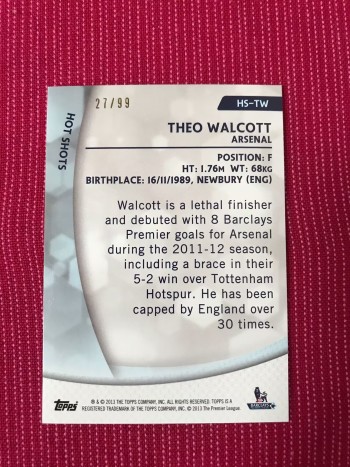 27/99
HS-TW
HOT SHOTS
THEO WALCOTT
ARSENAL
POSITION: F
HT: 1.76M WT: 68KG
BIRTHPLACE: 16/11/1989, NEWBURY (ENG)
Walcott is a lethal finisher
and debuted with 8 Barclays
Premier goals for Arsenal
during the 2011-12 season,
including a brace in their
5-2 win over Tottenham
Hotspur. He has been
capped by England over
30 times.
Topps
® & © 2013 THE TOPPS COMPANY, INC. ALL RIGHTS RESERVED. TOPPS IS A
REGISTERED TRADEMARK OF THE TOPPS COMPANY, INC. © 2013 The Premier League
BARCLAYS